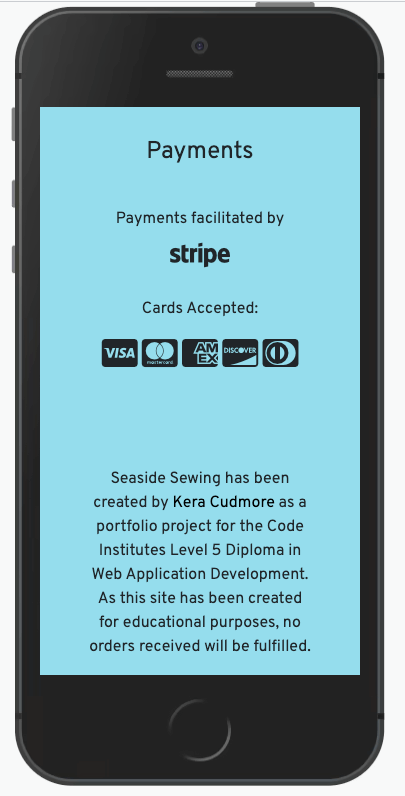 Payments
Payments facilitated by
stripe
Cards Accepted:
VISA mastercard AM EX DISCOVER
Seaside Sewing has been
created by Kera Cudmore as a
portfolio project for the Code
Institutes Level 5 Diploma in
Web Application Development.
As this site has been created
for educational purposes, no
orders received will be fulfilled.